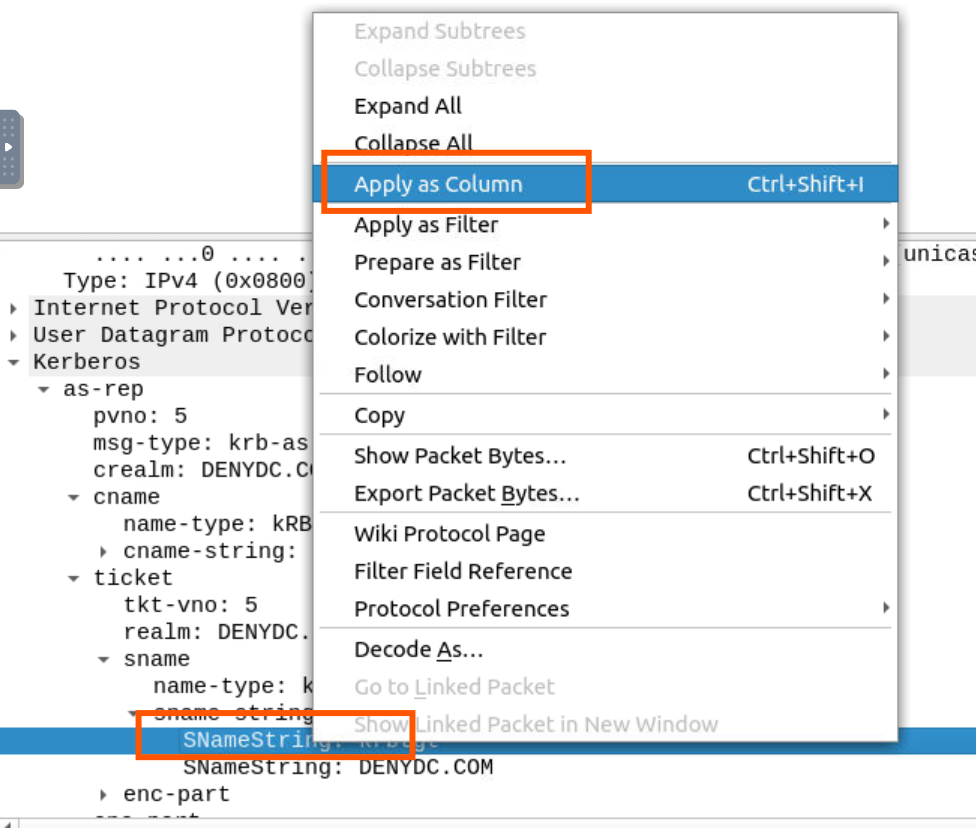 Expand Subtrees
Collapse Subtrees
Expand All
Collapse All
Apply as Column Ctrl+Shift+I
Apply as Filter
Prepare as Filter
Conversation Filter
Colorize with Filter
Follow
Copy
Show Packet Bytes... Ctrl+Shift+O
Export Packet Bytes... Ctrl+Shift+X
Wiki Protocol Page
Filter Field Reference
Protocol Preferences
Decode As...
Go to Linked Packet
Show Linked Packet in New Window
.... ...0 .... . (unicas
Type: IPv4 (0x0800)
Internet Protocol Ver
User Datagram Protoco
Kerberos
as-rep
pvno: 5
msg-type: krb-as
crealm: DENYDC.CO
cname
name-type: kRB
cname-string:
ticket
tkt-vno: 5
realm: DENYDC.
sname
name-type: k
sname-string
SNameString: krbtgt
SNameString: DENYDC.COM
enc-part
enc-part